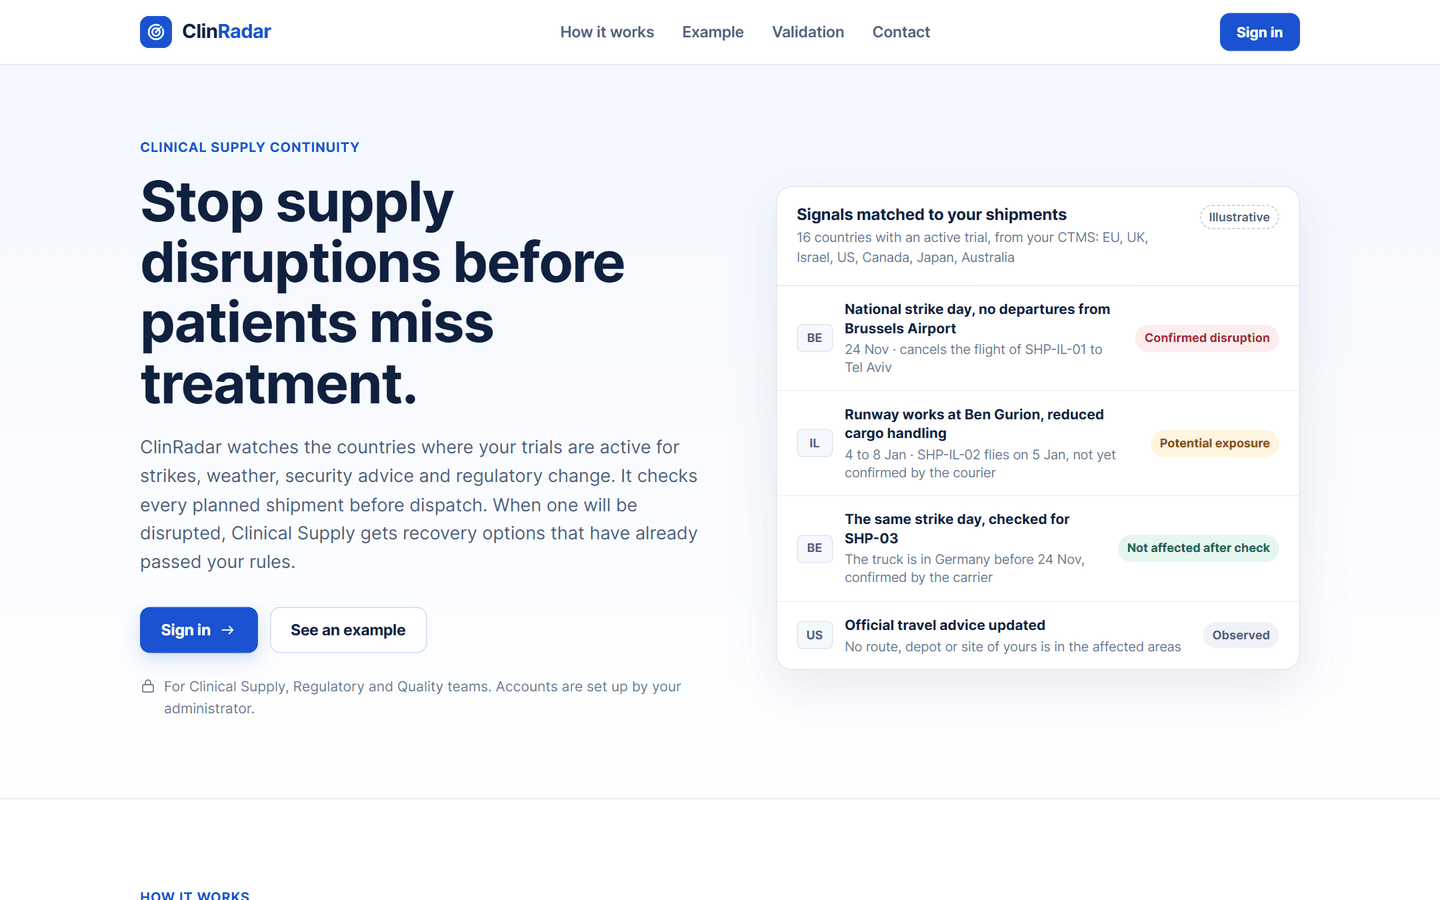 ClinRadar
How it works
Example
Validation
Contact
Sign in
CLINICAL SUPPLY CONTINUITY
Stop supply
disruptions before
patients miss
treatment.
ClinRadar watches the countries where your trials are active for
strikes, weather, security advice and regulatory change. It checks
every planned shipment before dispatch. When one will be
disrupted, Clinical Supply gets recovery options that have already
passed your rules.
Sign in →
See an example
For Clinical Supply, Regulatory and Quality teams. Accounts are set up by your
administrator.
Signals matched to your shipments
Illustrative
16 countries with an active trial, from your CTMS: EU, UK,
Israel, US, Canada, Japan, Australia
BE
National strike day, no departures from
Brussels Airport
24 Nov · cancels the flight of SHP-IL-01 to
Tel Aviv
Confirmed disruption
IL
Runway works at Ben Gurion, reduced
cargo handling
4 to 8 Jan · SHP-IL-02 flies on 5 Jan, not yet
confirmed by the courier
Potential exposure
BE
The same strike day, checked for
SHP-03
The truck is in Germany before 24 Nov,
confirmed by the carrier
Not affected after check
US
Official travel advice updated
No route, depot or site of yours is in the affected areas
Observed
HOW IT WORKS